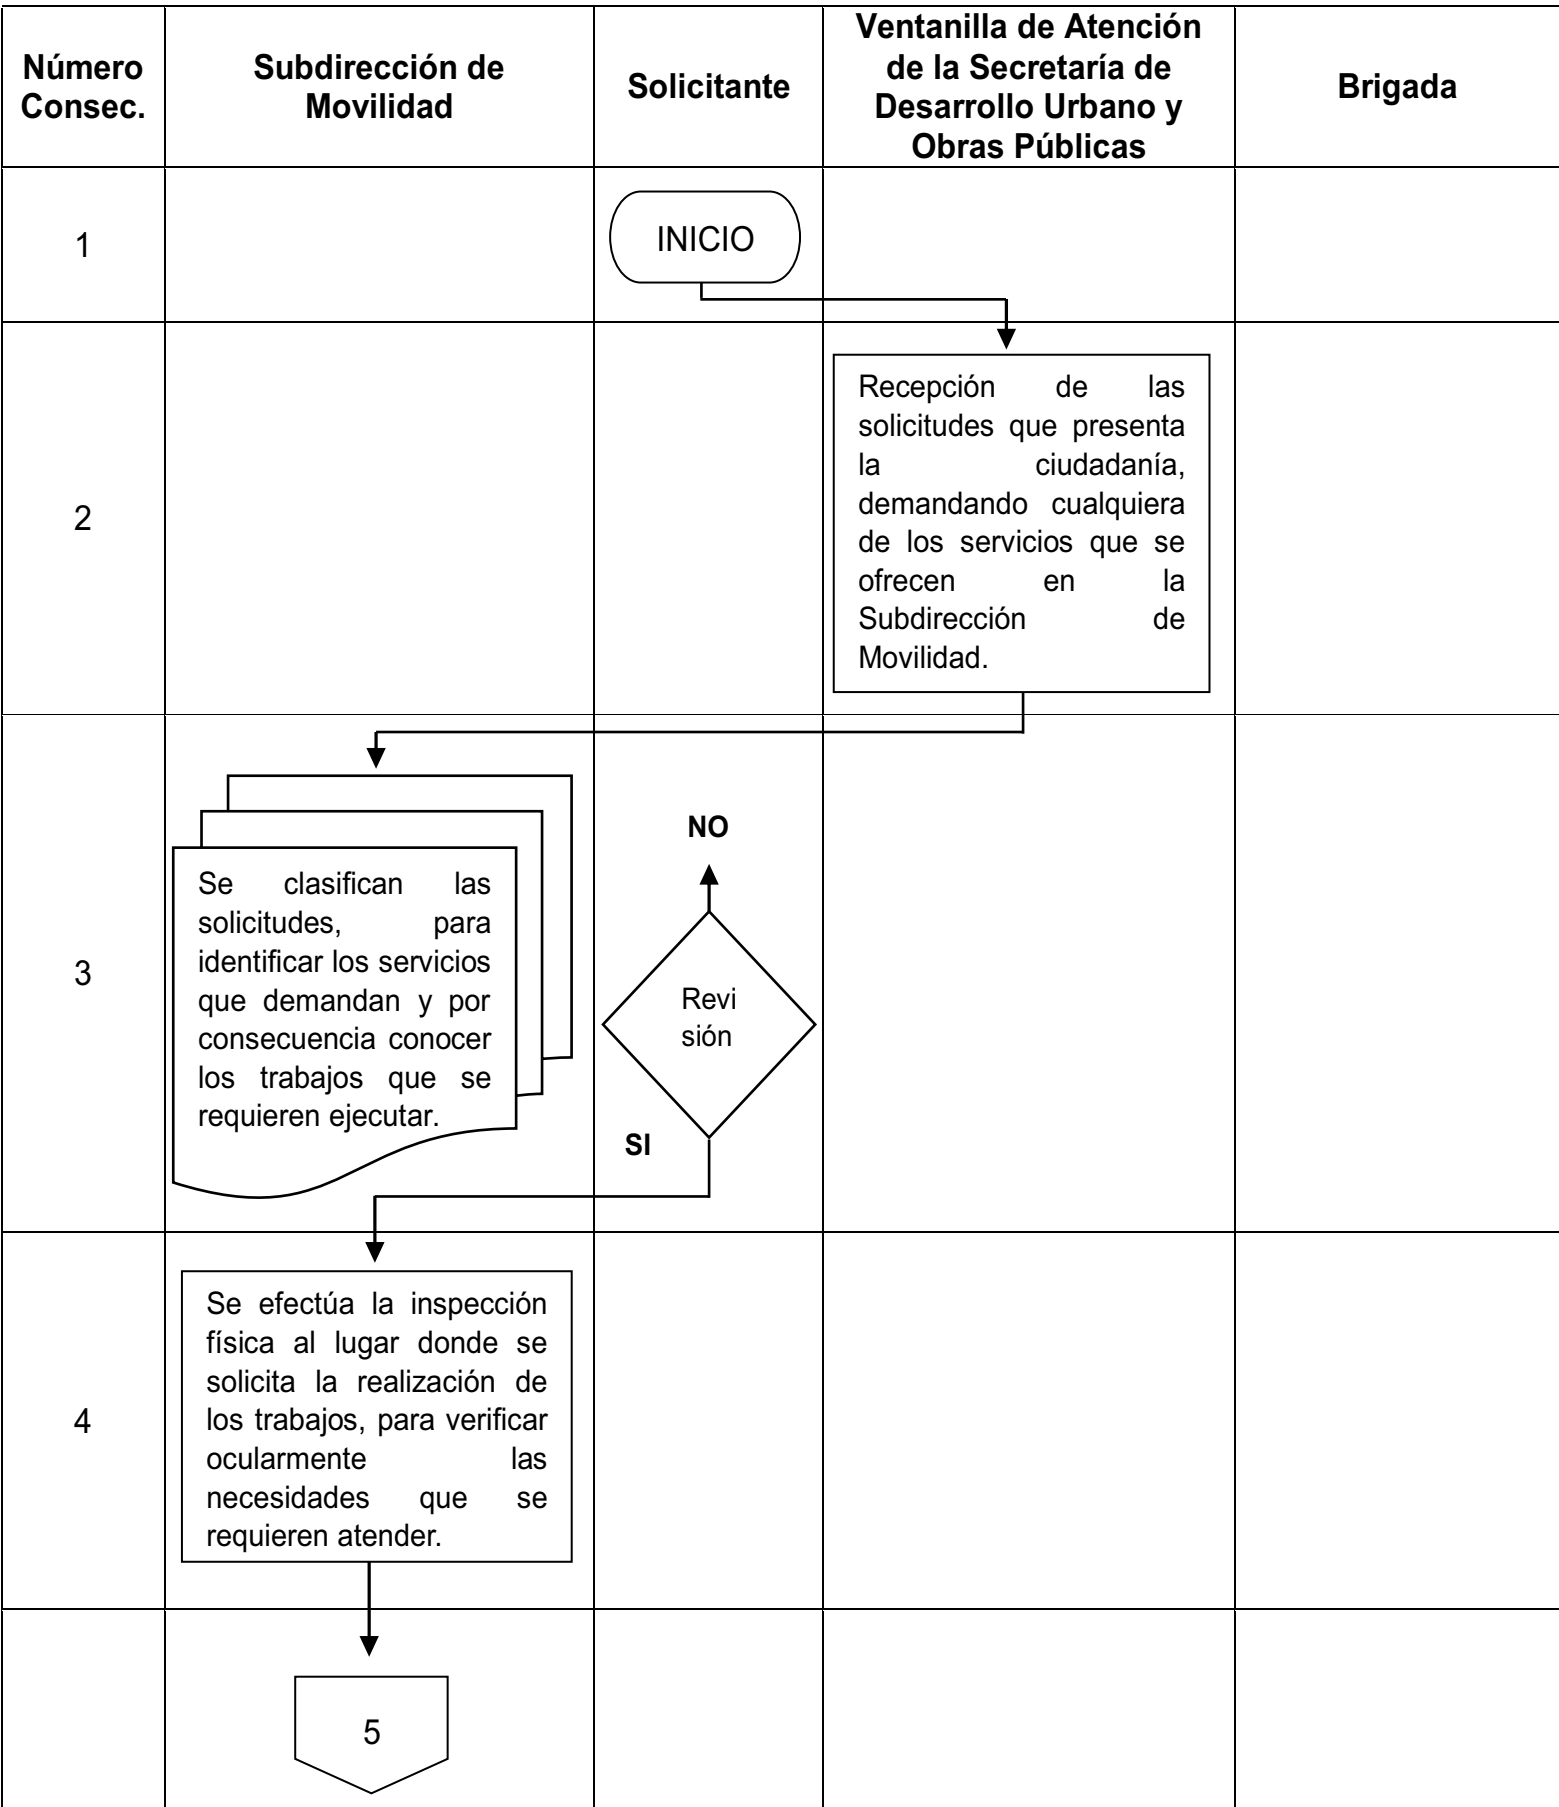 Número
Consec.
Subdirección de
Movilidad
Solicitante
Ventanilla de Atención
de la Secretaría de
Desarrollo Urbano y
Obras Públicas
Brigada
1
INICIO
2
Recepción de las
solicitudes que presenta
la ciudadanía,
demandando cualquiera
de los servicios que se
ofrecen en la
Subdirección de
Movilidad.
3
Se clasifican las
solicitudes, para
identificar los servicios
que demandan y por
consecuencia conocer
los trabajos que se
requieren ejecutar.
NO
Revi
sión
SI
4
Se efectúa la inspección
física al lugar donde se
solicita la realización de
los trabajos, para verificar
ocularmente las
necesidades que se
requieren atender.
5